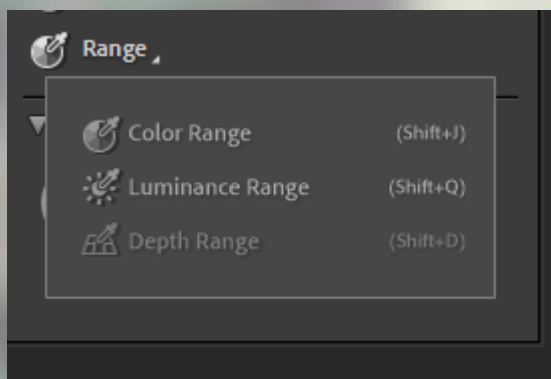 Range
Color Range (Shift+J)
Luminance Range (Shift+Q)
Depth Range (Shift+D)